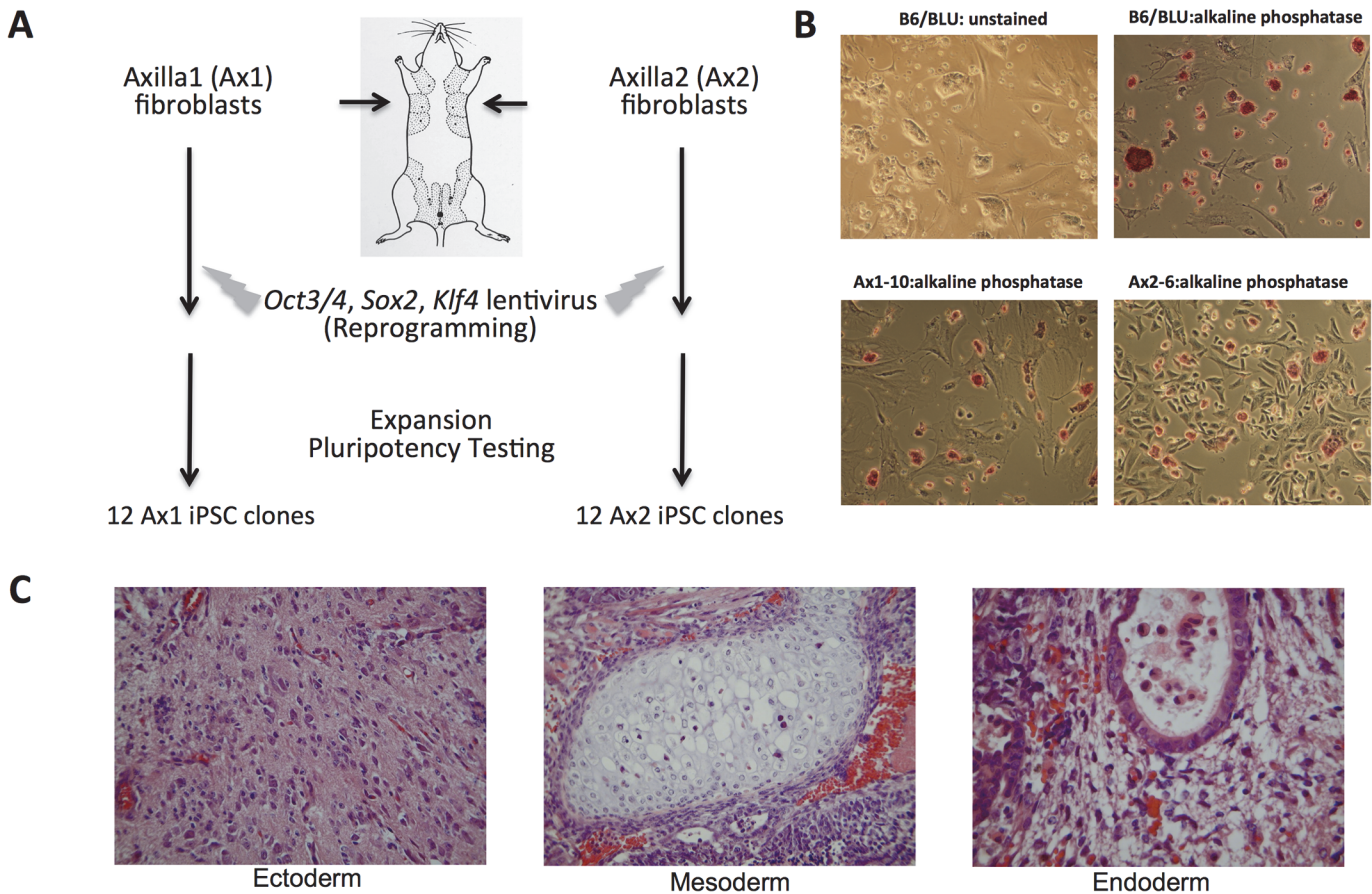 A
Axilla1 (Ax1)
fibroblasts
Axilla2 (Ax2)
fibroblasts
Oct3/4, Sox2, Klf4 lentivirus
(Reprogramming)
Expansion
Pluripotency Testing
12 Ax1 iPSC clones
12 Ax2 iPSC clones
B
B6/BLU: unstained
B6/BLU:alkaline phosphatase
Ax1-10:alkaline phosphatase
Ax2-6:alkaline phosphatase
C
Ectoderm
Mesoderm
Endoderm